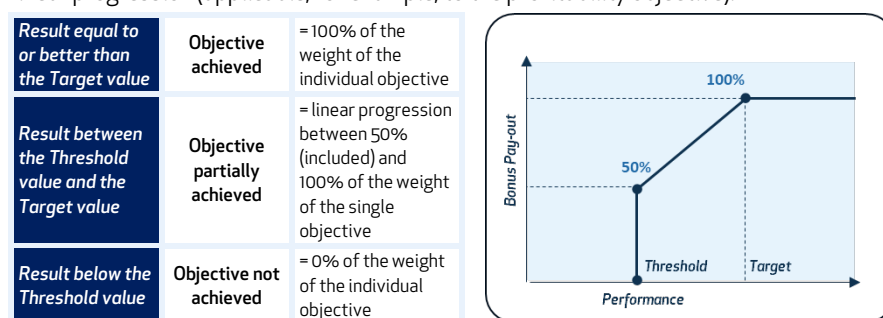 Result equal to
or better than
the Target value
Objective
achieved
= 100% of the
weight of the
individual objective
Result between
the Threshold
value and the
Target value
Objective
partially
achieved
= linear progression
between 50%
(included) and
100% of the weight
of the single
objective
Result below the
Threshold value
Objective not
achieved
= 0% of the weight
of the individual
objective
100%
50%
Bonus Pay-out
Threshold
Target
Performance